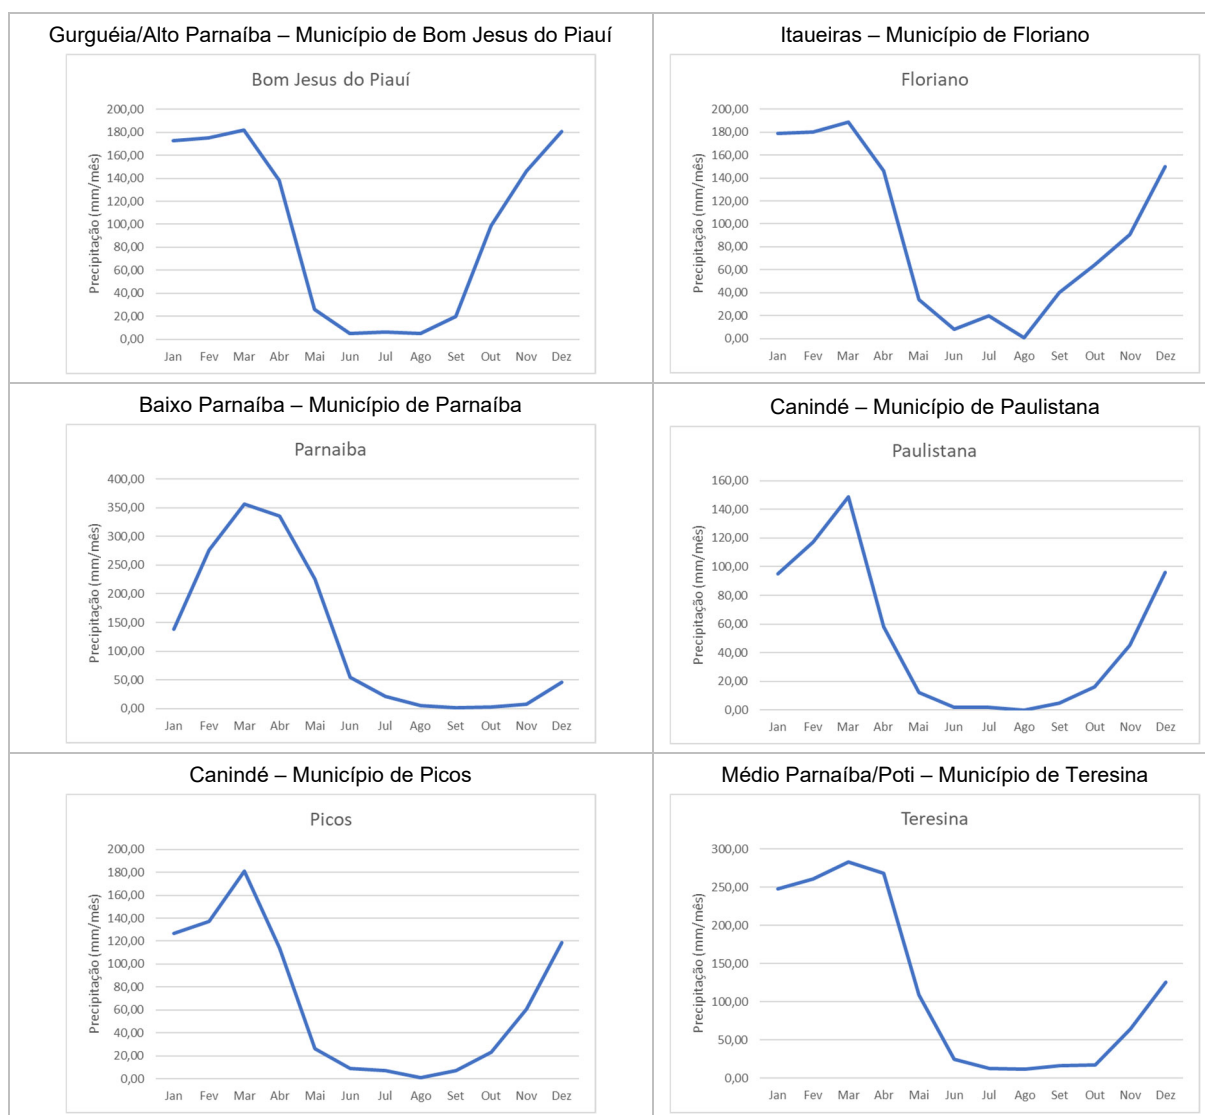 Gurguéia/Alto Parnaíba – Município de Bom Jesus do Piauí
Bom Jesus do Piauí
Precipitação (mm/mês)
200,00
180,00
160,00
140,00
120,00
100,00
80,00
60,00
40,00
20,00
0,00
Jan Fev Mar Abr Mai Jun Jul Ago Set Out Nov Dez
Itaueiras – Município de Floriano
Floriano
Precipitação (mm/mês)
200,00
180,00
160,00
140,00
120,00
100,00
80,00
60,00
40,00
20,00
0,00
Jan Fev Mar Abr Mai Jun Jul Ago Set Out Nov Dez
Baixo Parnaíba – Município de Parnaíba
Parnaiba
Precipitação (mm/mês)
400,00
350,00
300,00
250,00
200,00
150,00
100,00
50,00
0,00
Jan Fev Mar Abr Mai Jun Jul Ago Set Out Nov Dez
Canindé – Município de Paulistana
Paulistana
Precipitação (mm/mês)
160,00
140,00
120,00
100,00
80,00
60,00
40,00
20,00
0,00
Jan Fev Mar Abr Mai Jun Jul Ago Set Out Nov Dez
Canindé – Município de Picos
Picos
Precipitação (mm/mês)
200,00
180,00
160,00
140,00
120,00
100,00
80,00
60,00
40,00
20,00
0,00
Jan Fev Mar Abr Mai Jun Jul Ago Set Out Nov Dez
Médio Parnaíba/Poti – Município de Teresina
Teresina
Precipitação (mm/mês)
300,00
250,00
200,00
150,00
100,00
50,00
0,00
Jan Fev Mar Abr Mai Jun Jul Ago Set Out Nov Dez